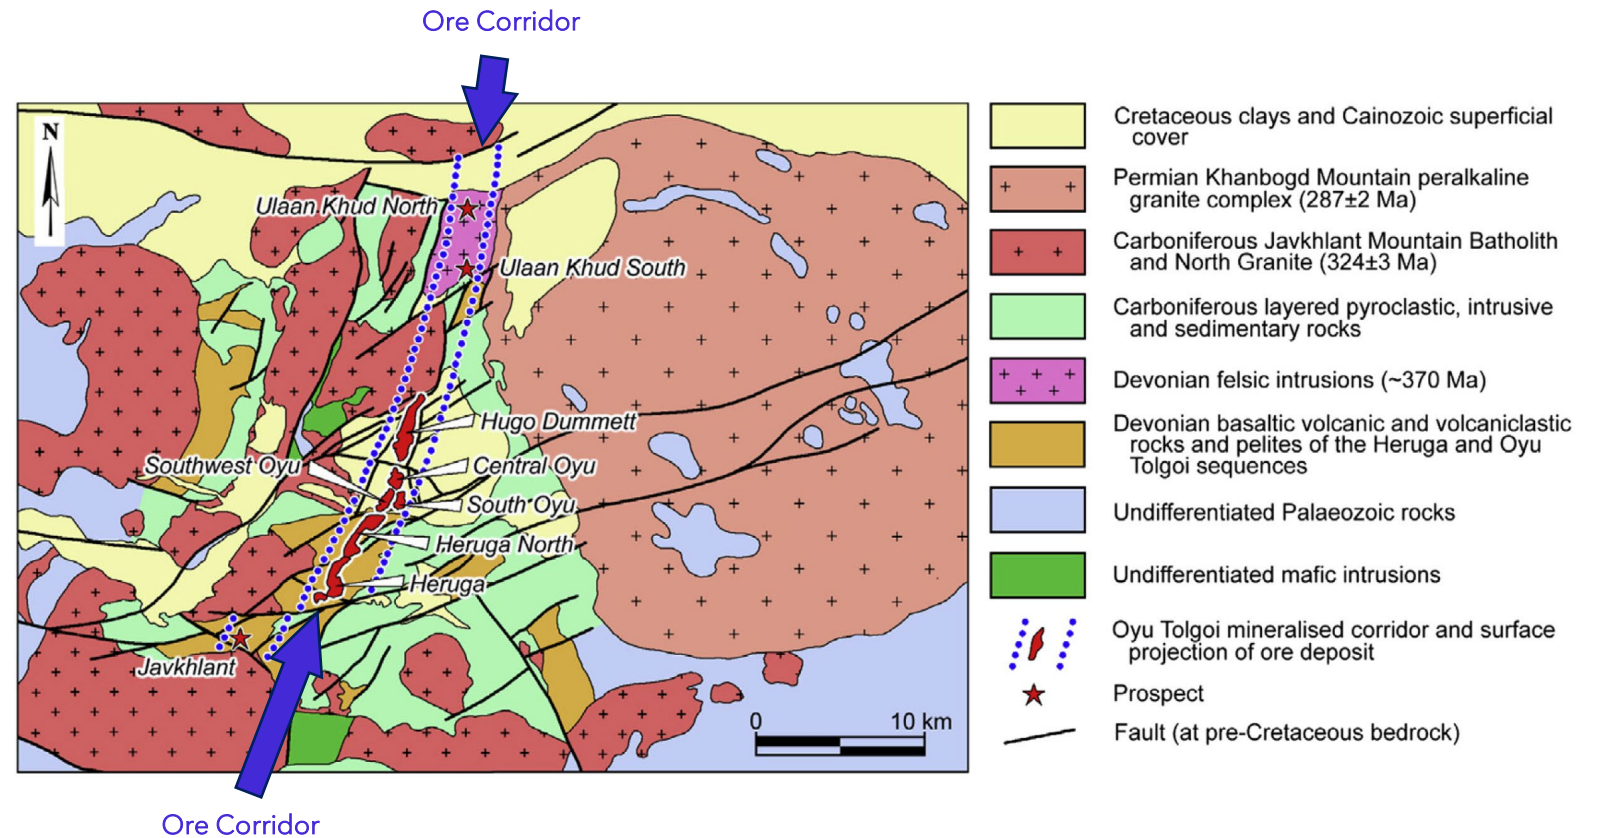 Ore Corridor
N
Ulaan Khud North
Ulaan Khud South
Hugo Dummett
Southwest Oyu
Central Oyu
South Oyu
Heruga North
Heruga
Javkhlant
0 10 km
Ore Corridor
Cretaceous clays and Cainozoic superficial
cover
Permian Khanbogd Mountain peralkaline
granite complex (287±2 Ma)
Carboniferous Javkhlant Mountain Batholith
and North Granite (324±3 Ma)
Carboniferous layered pyroclastic, intrusive
and sedimentary rocks
Devonian felsic intrusions (~370 Ma)
Devonian basaltic volcanic and volcaniclastic
rocks and pelites of the Heruga and Oyu
Tolgoi sequences
Undifferentiated Palaeozoic rocks
Undifferentiated mafic intrusions
Oyu Tolgoi mineralised corridor and surface
projection of ore deposit
Prospect
Fault (at pre-Cretaceous bedrock)